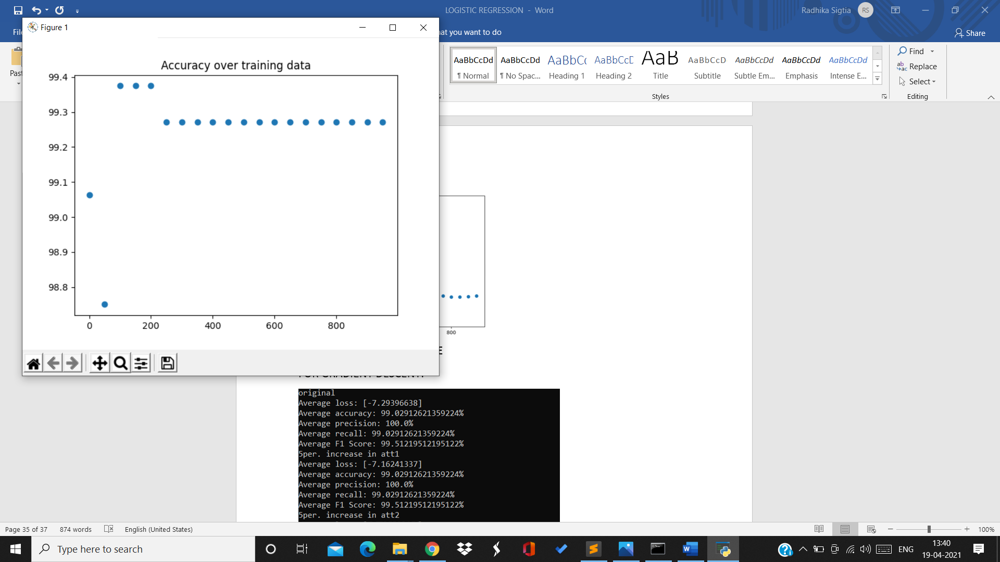 LOGISTIC REGRESSION - Word
Radhika Sigtia
RS
Figure 1
hat you want to do
Share
Past
AaBbCcDd
AaBbCcDd
AaBbCc
AaBbCcD
AaB
AaBbCcD
AaBbCcDd
AaBbCcDd
AaBbCcDd
¶ Normal
¶ No Spac...
Heading 1
Heading 2
Title
Subtitle
Subtle Em...
Emphasis
Intense E...
Styles
Find
Replace
Select
Editing
Accuracy over training data
99.4
99.3
99.2
99.1
99.0
98.9
98.8
0
200
400
600
800
800
E
FOR GRADIENT DESCENT:
original
Average loss: [-7.29396638]
Average accuracy: 99.02912621359224%
Average precision: 100.0%
Average recall: 99.02912621359224%
Average F1 Score: 99.51219512195122%
5per. increase in att1
Average loss: [-7.16241337]
Average accuracy: 99.02912621359224%
Average precision: 100.0%
Average recall: 99.02912621359224%
Average F1 Score: 99.51219512195122%
5per. increase in att2
Page 35 of 37
874 words
English (United States)
100%
Type here to search
ENG
13:40
19-04-2021